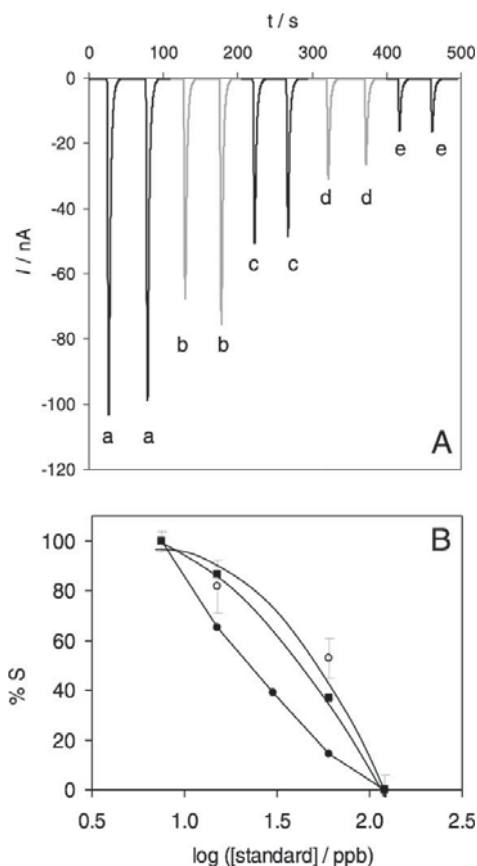 t / s
0 100 200 300 400 500
0
-20
-40
-60
-80
-100
-120
I / nA
a a b b c c d d e e
A
B
100
80
60
40
20
0
% S
0.5 1.0 1.5 2.0 2.5
log ([standard] / ppb)